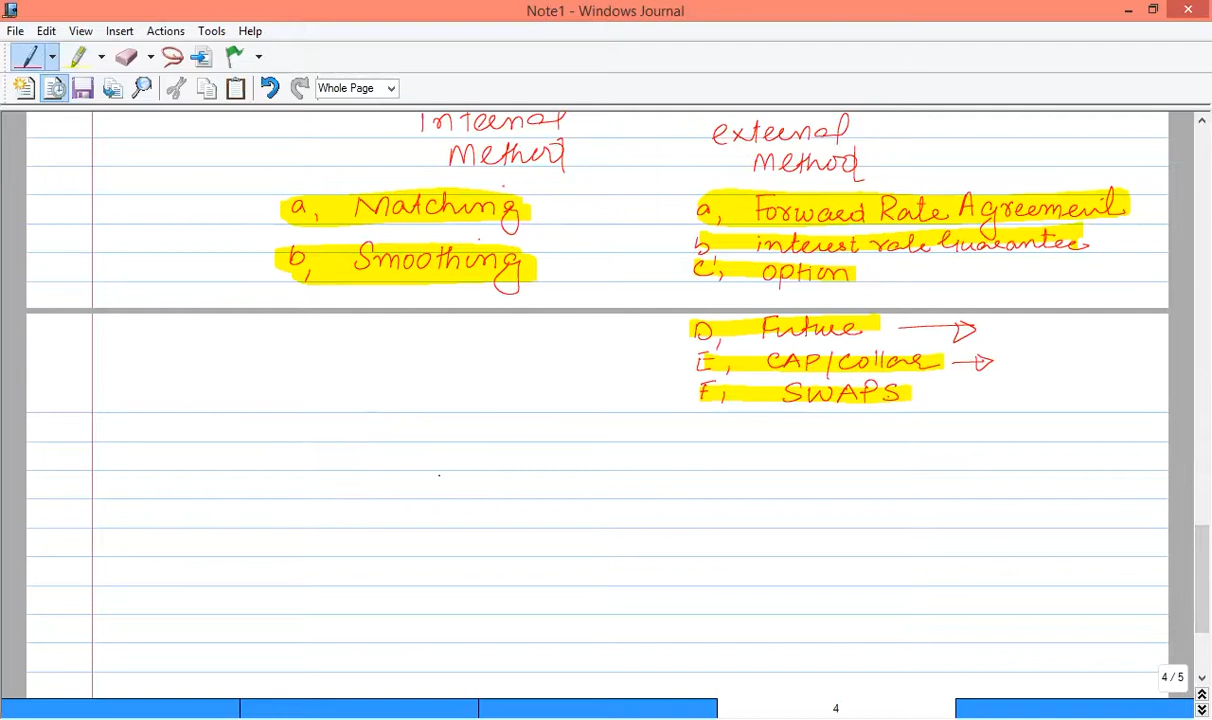 Note1 - Windows Journal
File Edit View Insert Actions Tools Help
Whole Page
Internal
Method
a, Matching
b, Smoothing
external
Method
a, Forward Rate Agreement
b interest rate Guarantee
C, option
D, Future
E, CAP/Collar
F, SWAPS
4 / 5
4